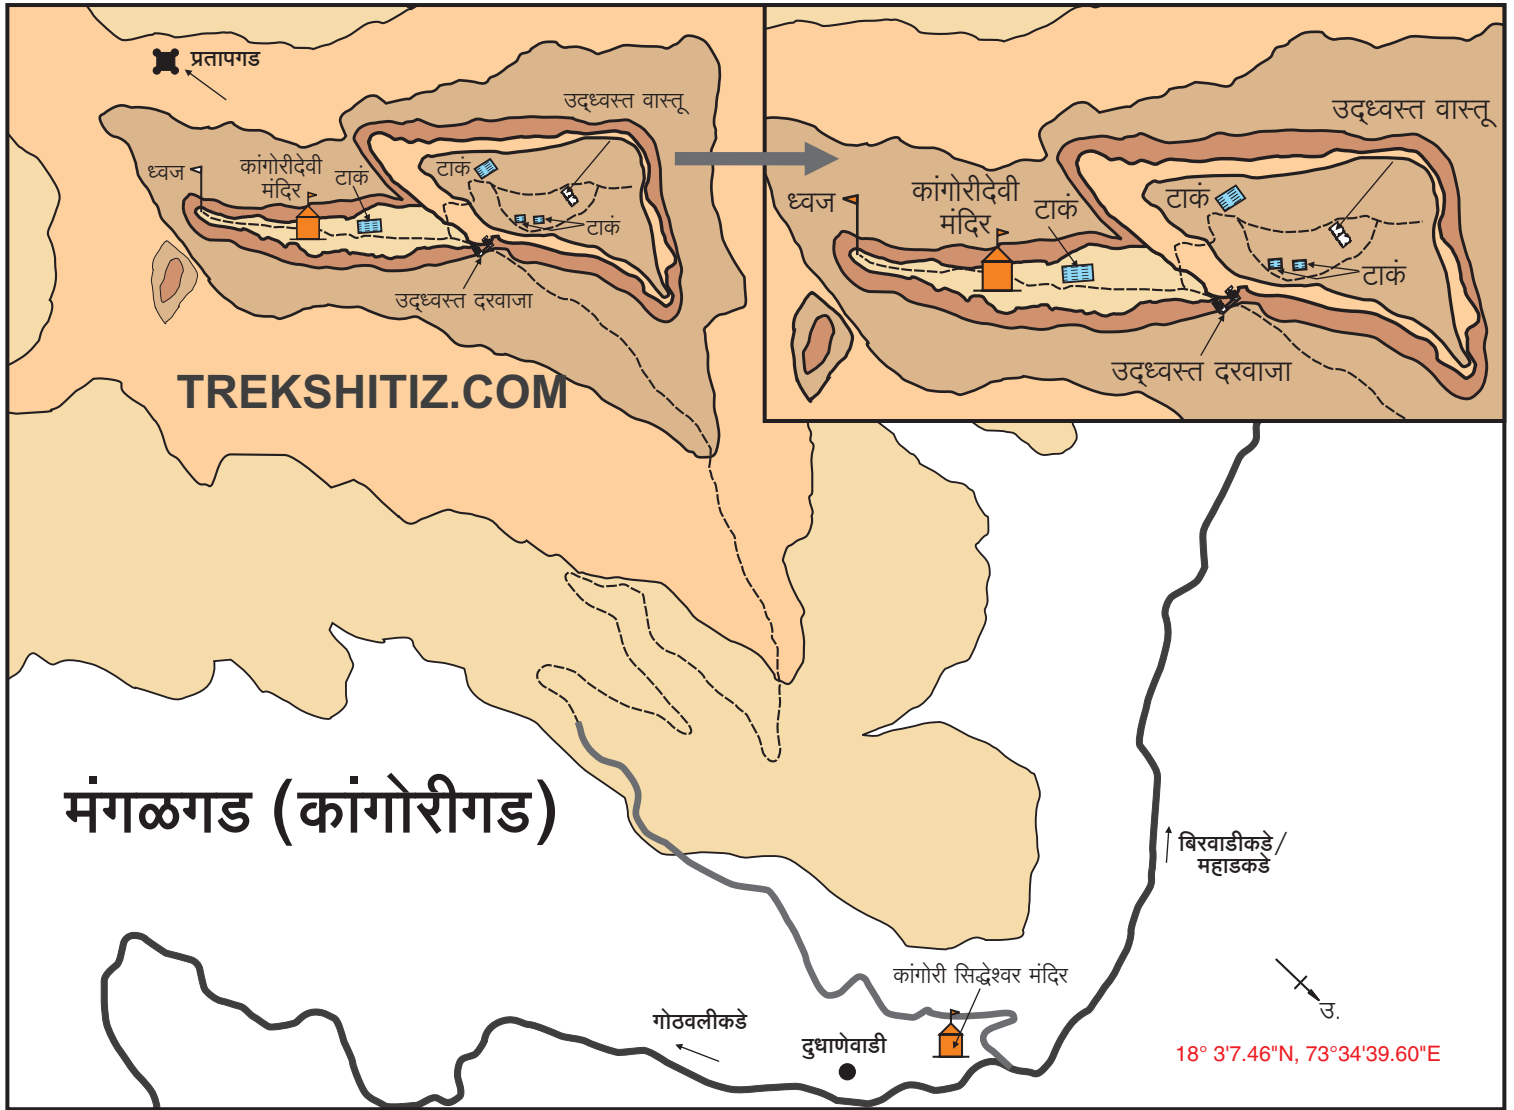 प्रतापगड
उद्ध्वस्त वास्तू
ध्वज
कांगोरीदेवी
मंदिर
टाकं
टाकं
टाकं
उद्ध्वस्त दरवाजा
TREKSHITIZ.COM
उद्ध्वस्त वास्तू
ध्वज
कांगोरीदेवी
मंदिर
टाकं
टाकं
टाकं
उद्ध्वस्त दरवाजा
मंगळगड (कांगोरीगड)
बिरवाडीकडे/
महाडकडे
कांगोरी सिद्धेश्वर मंदिर
गोठवलीकडे
दुधाणेवाडी
उ.
18° 3'7.46"N, 73°34'39.60"E